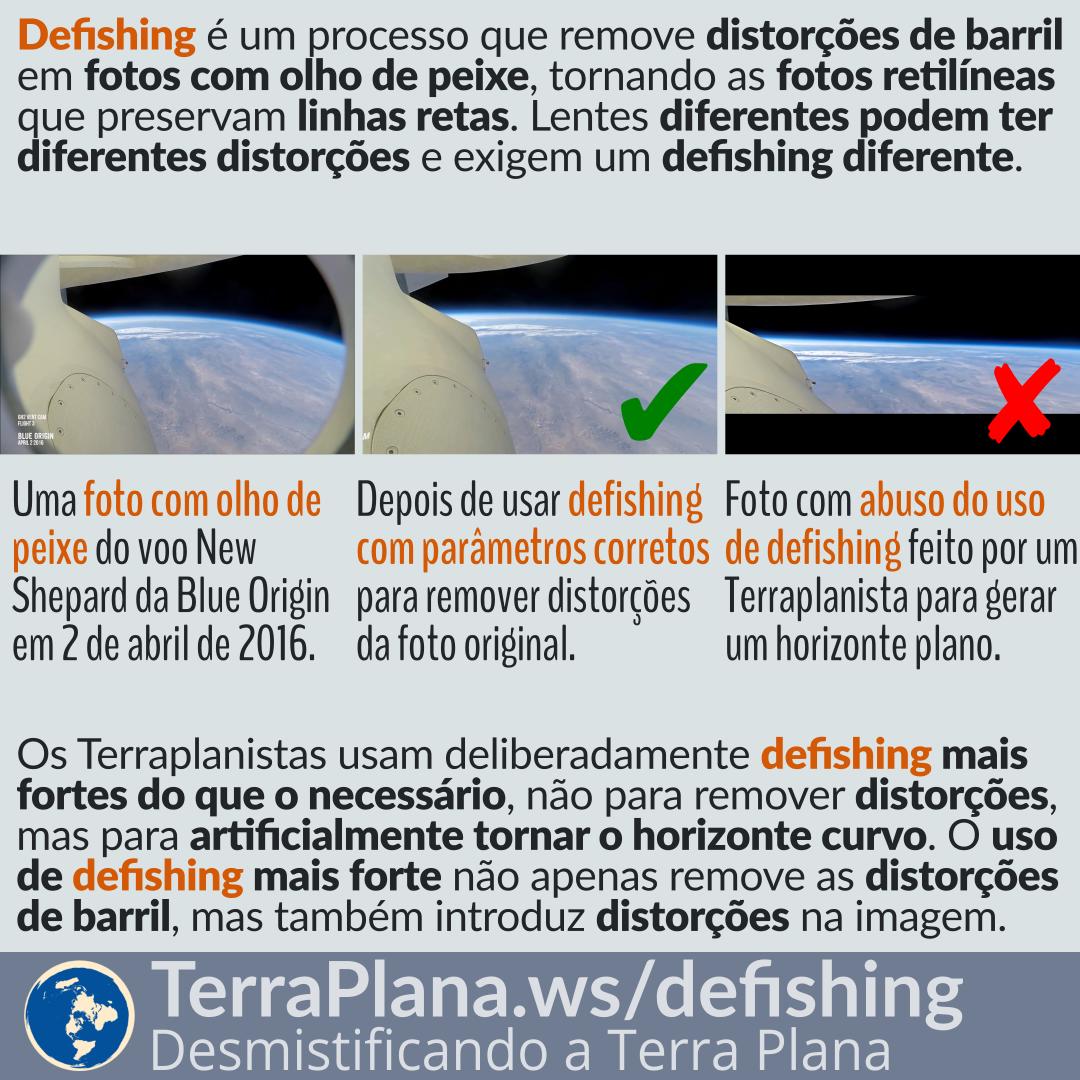 Defishing é um processo que remove distorções de barril
em fotos com olho de peixe, tornando as fotos retilíneas
que preservam linhas retas. Lentes diferentes podem ter
diferentes distorções e exigem um defishing diferente.
GH2 VENT CAM
FLIGHT 3
BLUE ORIGIN
APRIL 2 2016
M
Uma foto com olho de
peixe do voo New
Shepard da Blue Origin
em 2 de abril de 2016.
Depois de usar defishing
com parâmetros corretos
para remover distorções
da foto original.
Foto com abuso do uso
de defishing feito por um
Terraplanista para gerar
um horizonte plano.
Os Terraplanistas usam deliberadamente defishing mais
fortes do que o necessário, não para remover distorções,
mas para artificialmente tornar o horizonte curvo. O uso
de defishing mais forte não apenas remove as distorções
de barril, mas também introduz distorções na imagem.
TerraPlana.ws/defishing
Desmistificando a Terra Plana